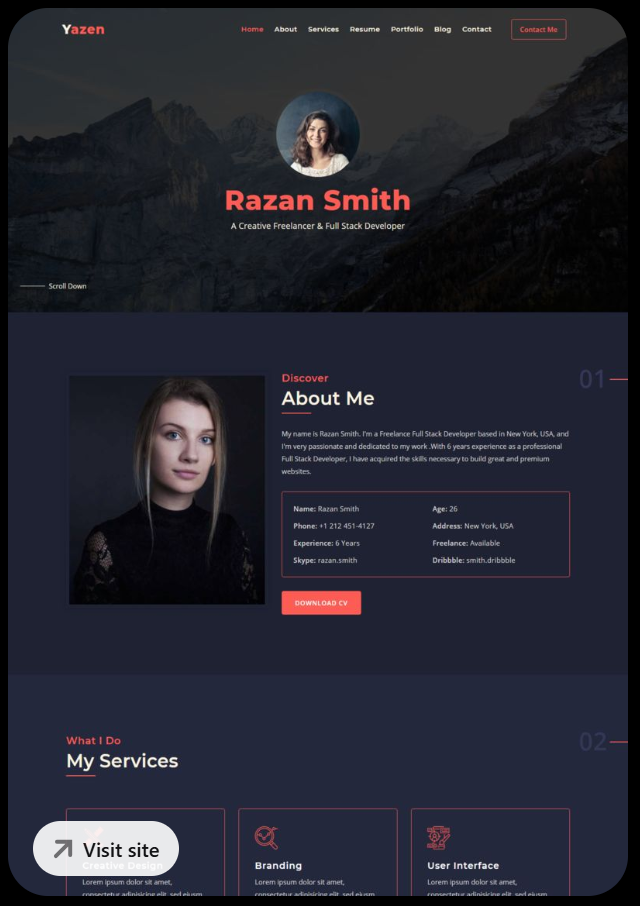 Yazen
Home About Services Resume Portfolio Blog Contact Contact Me
Razan Smith
A Creative Freelancer & Full Stack Developer
Scroll Down
01
Discover
About Me
My name is Razan Smith. I'm a Freelance Full Stack Developer based in New York, USA, and
I'm very passionate and dedicated to my work .With 6 years experience as a professional
Full Stack Developer, I have acquired the skills necessary to build great and premium
websites.
Name: Razan Smith Age: 26
Phone: +1 212 451-4127 Address: New York, USA
Experience: 6 Years Freelance: Available
Skype: razan.smith Dribbble: smith.dribbble
DOWNLOAD CV
02
What I Do
My Services
Visit site
Creative Design Branding User Interface
Lorem ipsum dolor sit amet, Lorem ipsum dolor sit amet, Lorem ipsum dolor sit amet,
consectetur adipisicing elit, sed eiusm consectetur adipisicing elit, sed eiusm consectetur adipisicing elit, sed eiusm